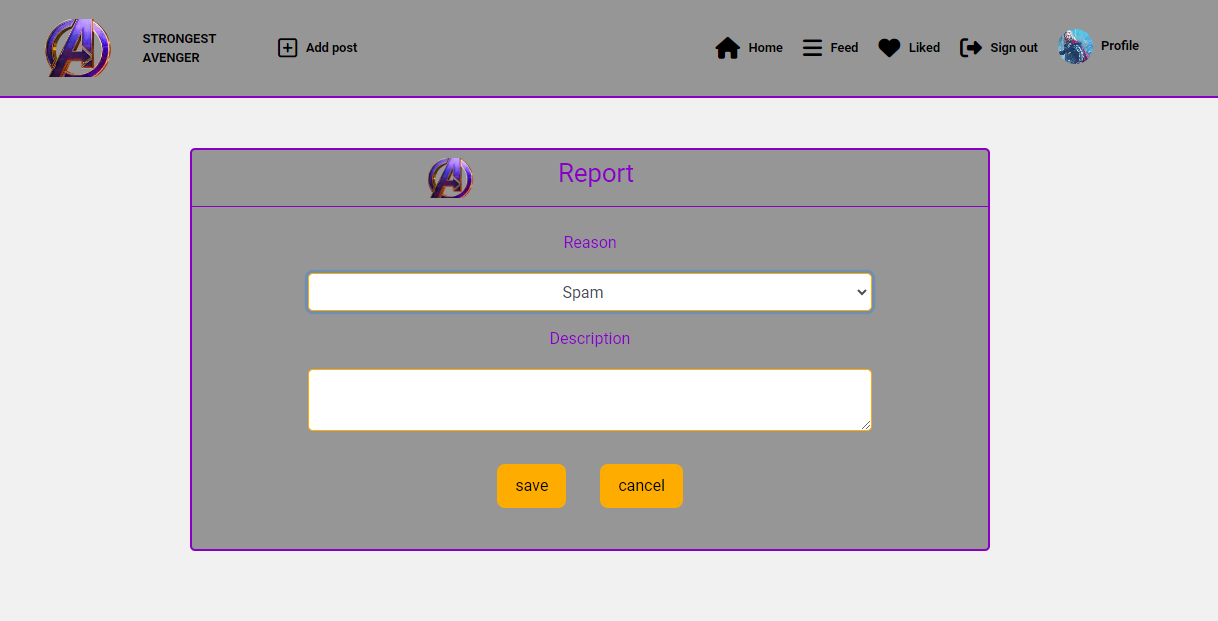 STRONGEST
AVENGER
Add post
Home
Feed
Liked
Sign out
Profile
Report
Reason
Spam
Description
save
cancel